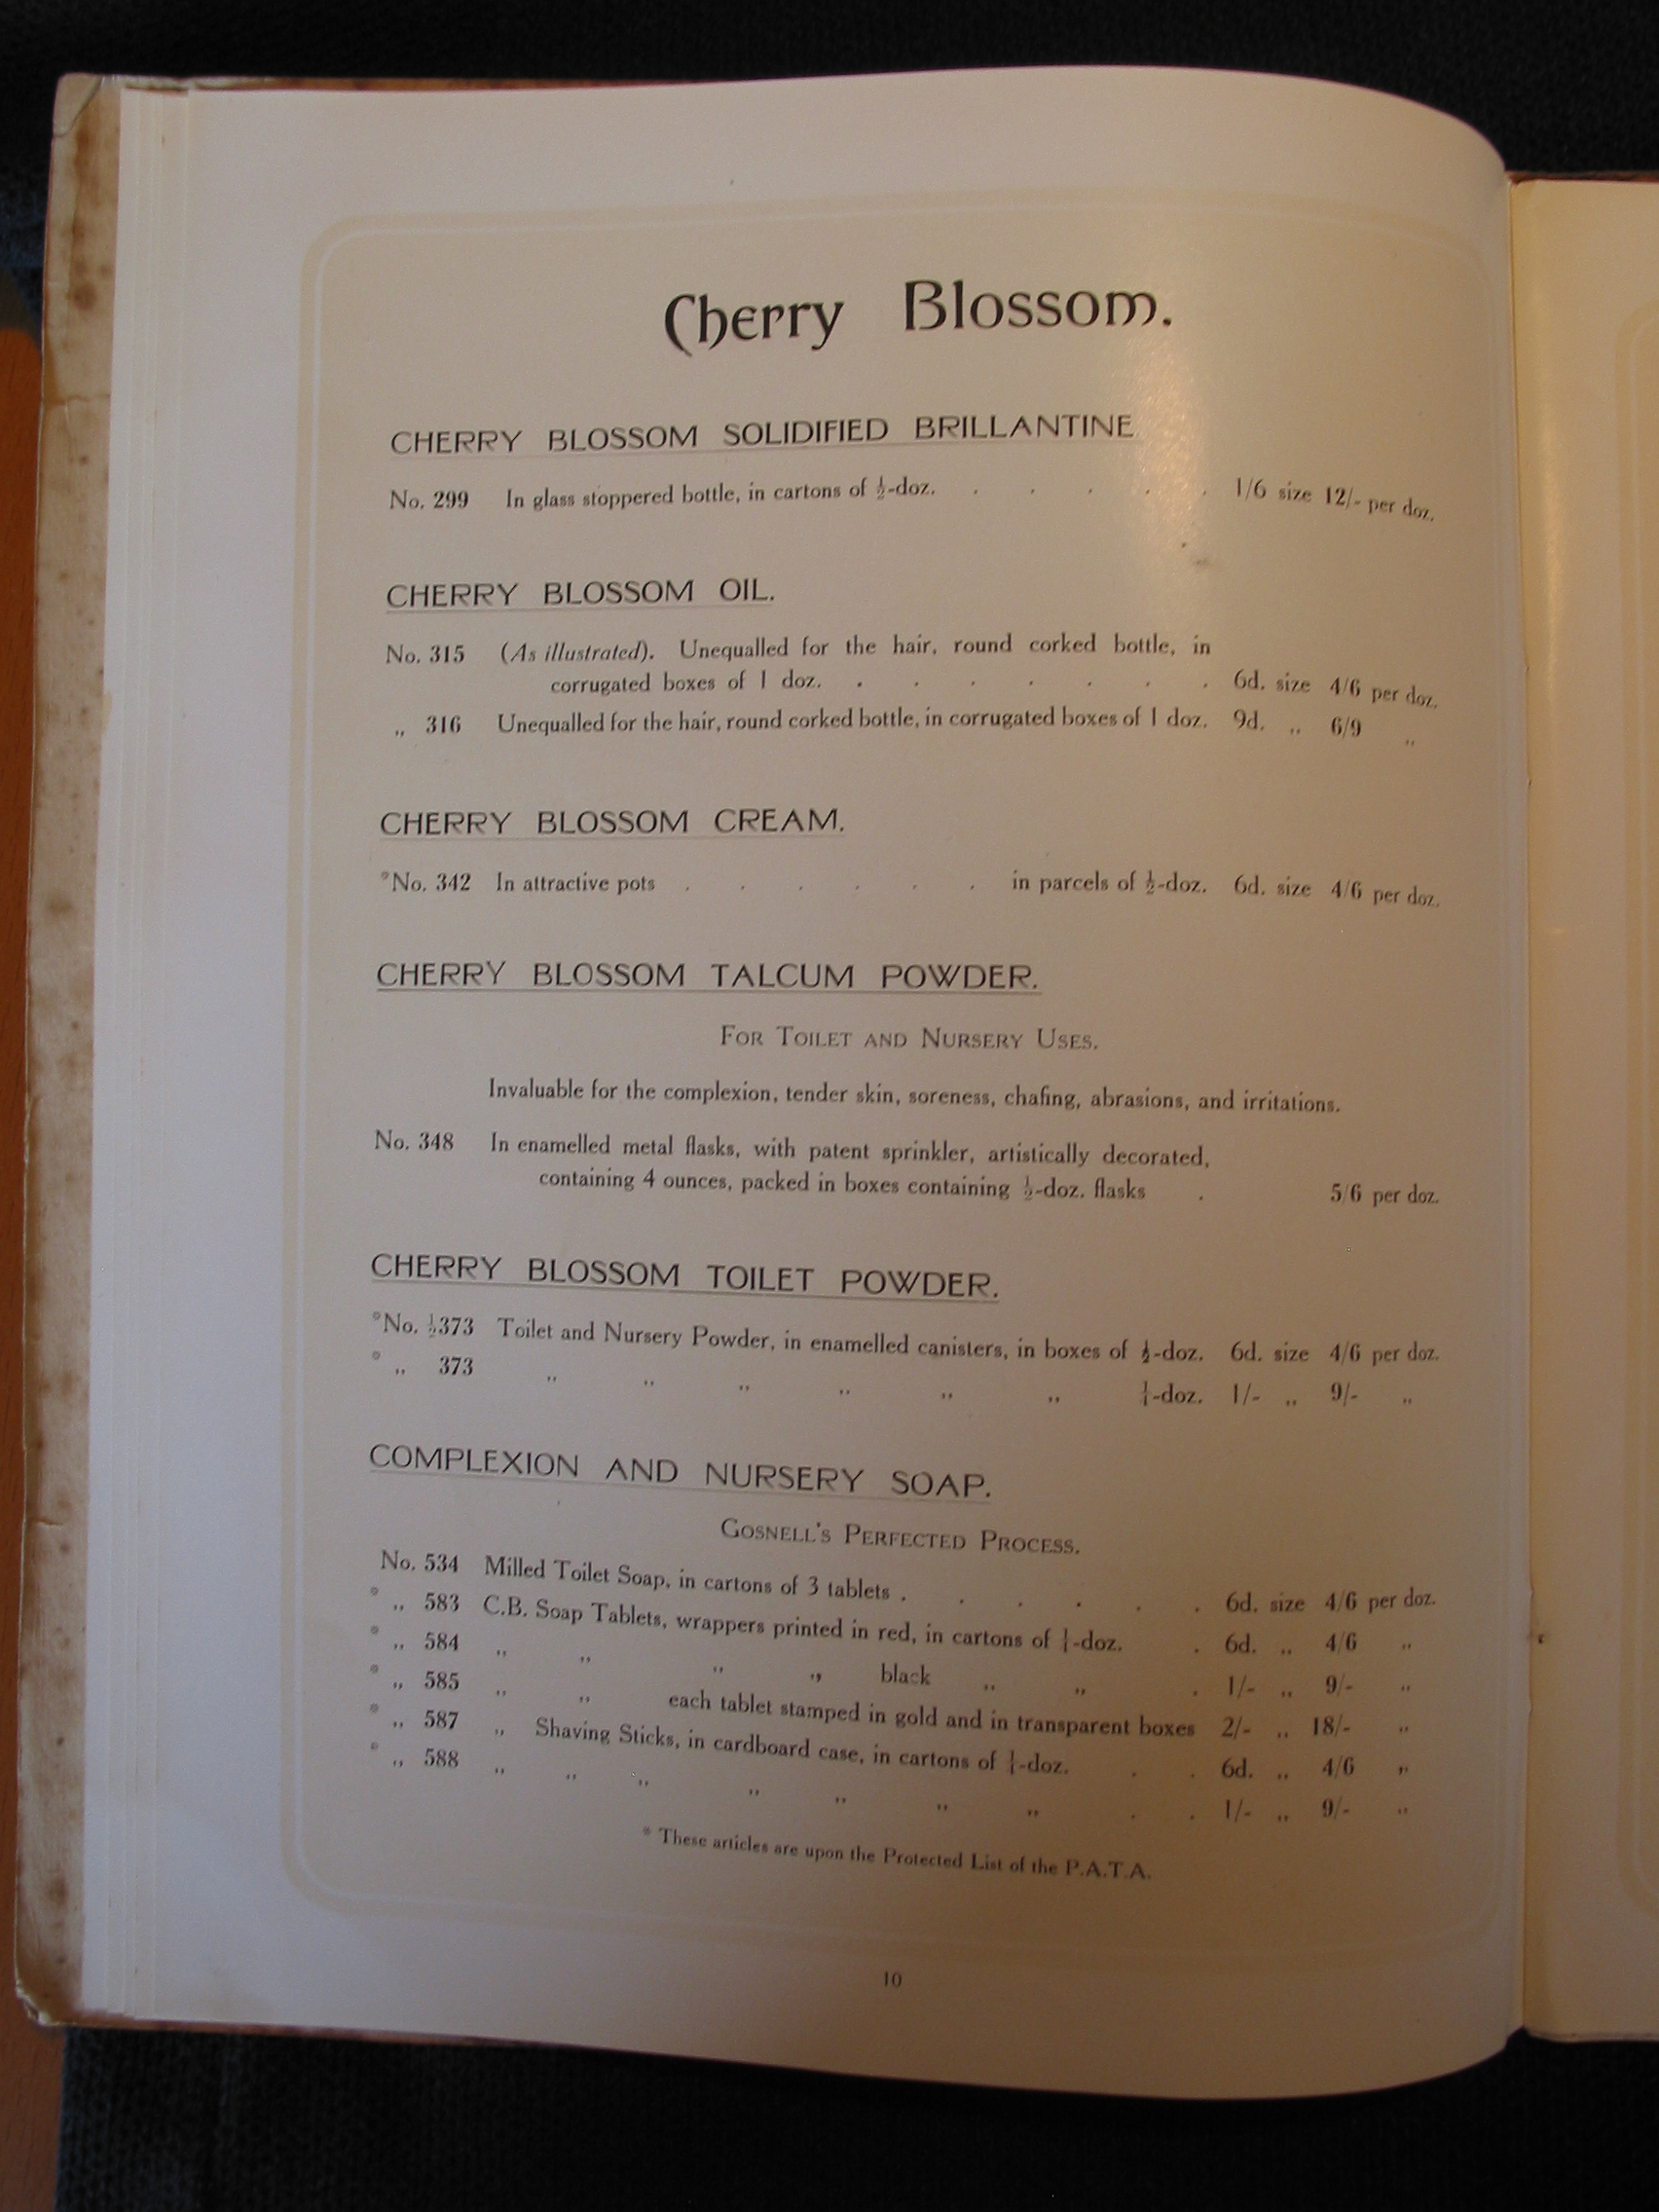 Cherry Blossom.
CHERRY BLOSSOM SOLIDIFIED BRILLANTINE
No. 299 In glass stoppered bottle, in cartons of ½-doz. . . . . . 1/6 size 12/- per doz.
CHERRY BLOSSOM OIL.
No. 315 (As illustrated). Unequalled for the hair, round corked bottle, in
corrugated boxes of 1 doz. . . . . . . . 6d. size 4/6 per doz.
„ 316 Unequalled for the hair, round corked bottle, in corrugated boxes of 1 doz. 9d. „ 6/9 „
CHERRY BLOSSOM CREAM.
*No. 342 In attractive pots . . . . . . in parcels of ½-doz. 6d. size 4/6 per doz.
CHERRY BLOSSOM TALCUM POWDER.
FOR TOILET AND NURSERY USES.
Invaluable for the complexion, tender skin, soreness, chafing, abrasions, and irritations.
No. 348 In enamelled metal flasks, with patent sprinkler, artistically decorated,
containing 4 ounces, packed in boxes containing ½-doz. flasks . 5/6 per doz.
CHERRY BLOSSOM TOILET POWDER.
*No. ½373 Toilet and Nursery Powder, in enamelled canisters, in boxes of ½-doz. 6d. size 4/6 per doz.
* „ 373 „ „ „ „ „ „ ¼-doz. 1/- „ 9/- „
COMPLEXION AND NURSERY SOAP.
GOSNELL'S PERFECTED PROCESS.
No. 534 Milled Toilet Soap, in cartons of 3 tablets . . . . . . 6d. size 4/6 per doz.
* „ 583 C.B. Soap Tablets, wrappers printed in red, in cartons of ¼-doz. . 6d. „ 4/6 „
* „ 584 „ „ „ „ black „ „ . 1/- „ 9/- „
* „ 585 „ „ each tablet stamped in gold and in transparent boxes 2/- „ 18/- „
* „ 587 „ Shaving Sticks, in cardboard case, in cartons of ¼-doz. . . 6d. „ 4/6 „
* „ 588 „ „ „ „ „ „ „ . . 1/- „ 9/- „
* These articles are upon the Protected List of the P.A.T.A.
10